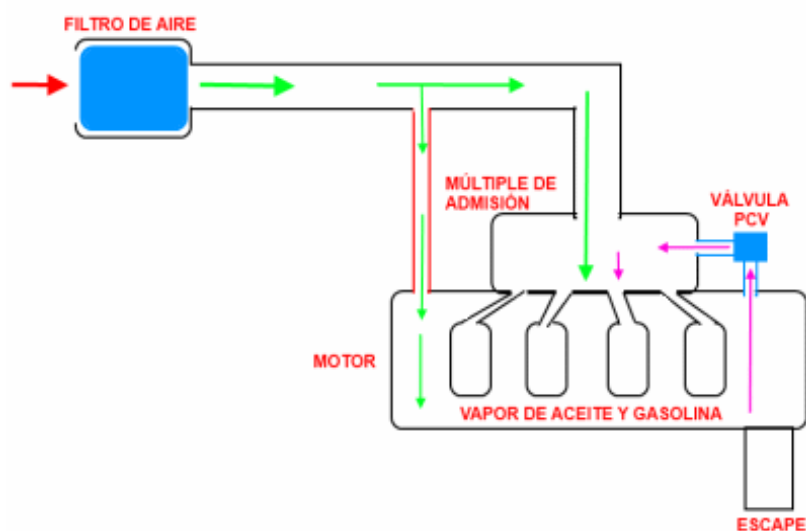 FILTRO DE AIRE
MÚLTIPLE DE
ADMISIÓN
VÁLVULA
PCV
MOTOR
VAPOR DE ACEITE Y GASOLINA
ESCAPE